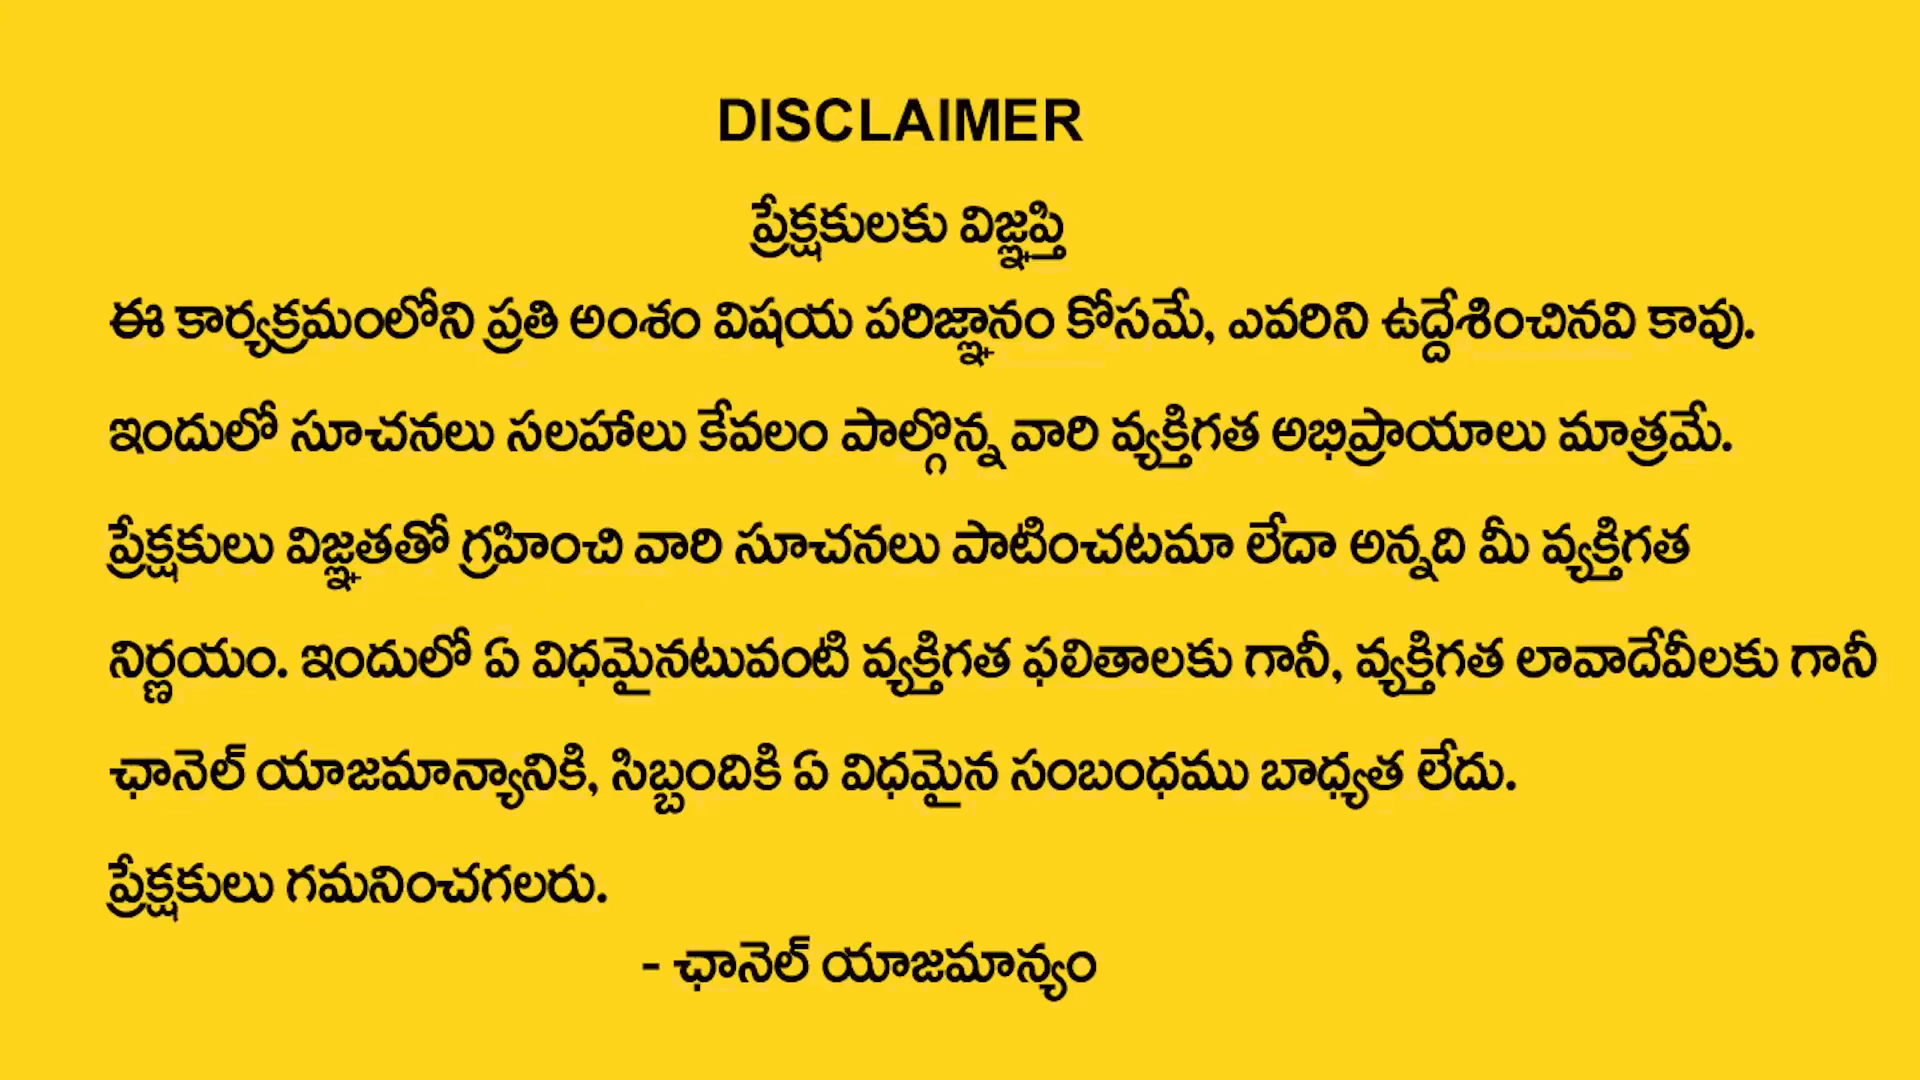 DISCLAIMER
ప్రేక్షకులకు విజ్ఞప్తి
ఈ కార్యక్రమంలోని ప్రతి అంశం విషయ పరిజ్ఞానం కోసమే, ఎవరిని ఉద్దేశించినవి కావు.
ఇందులో సూచనలు సలహాలు కేవలం పాల్గొన్న వారి వ్యక్తిగత అభిప్రాయాలు మాత్రమే.
ప్రేక్షకులు విజ్ఞతతో గ్రహించి వారి సూచనలు పాటించటమా లేదా అన్నది మీ వ్యక్తిగత
నిర్ణయం. ఇందులో ఏ విధమైనటువంటి వ్యక్తిగత ఫలితాలకు గానీ, వ్యక్తిగత లావాదేవీలకు గానీ
ఛానెల్ యాజమాన్యానికి, సిబ్బందికి ఏ విధమైన సంబంధము బాధ్యత లేదు.
ప్రేక్షకులు గమనించగలరు.
- ఛానెల్ యాజమాన్యం